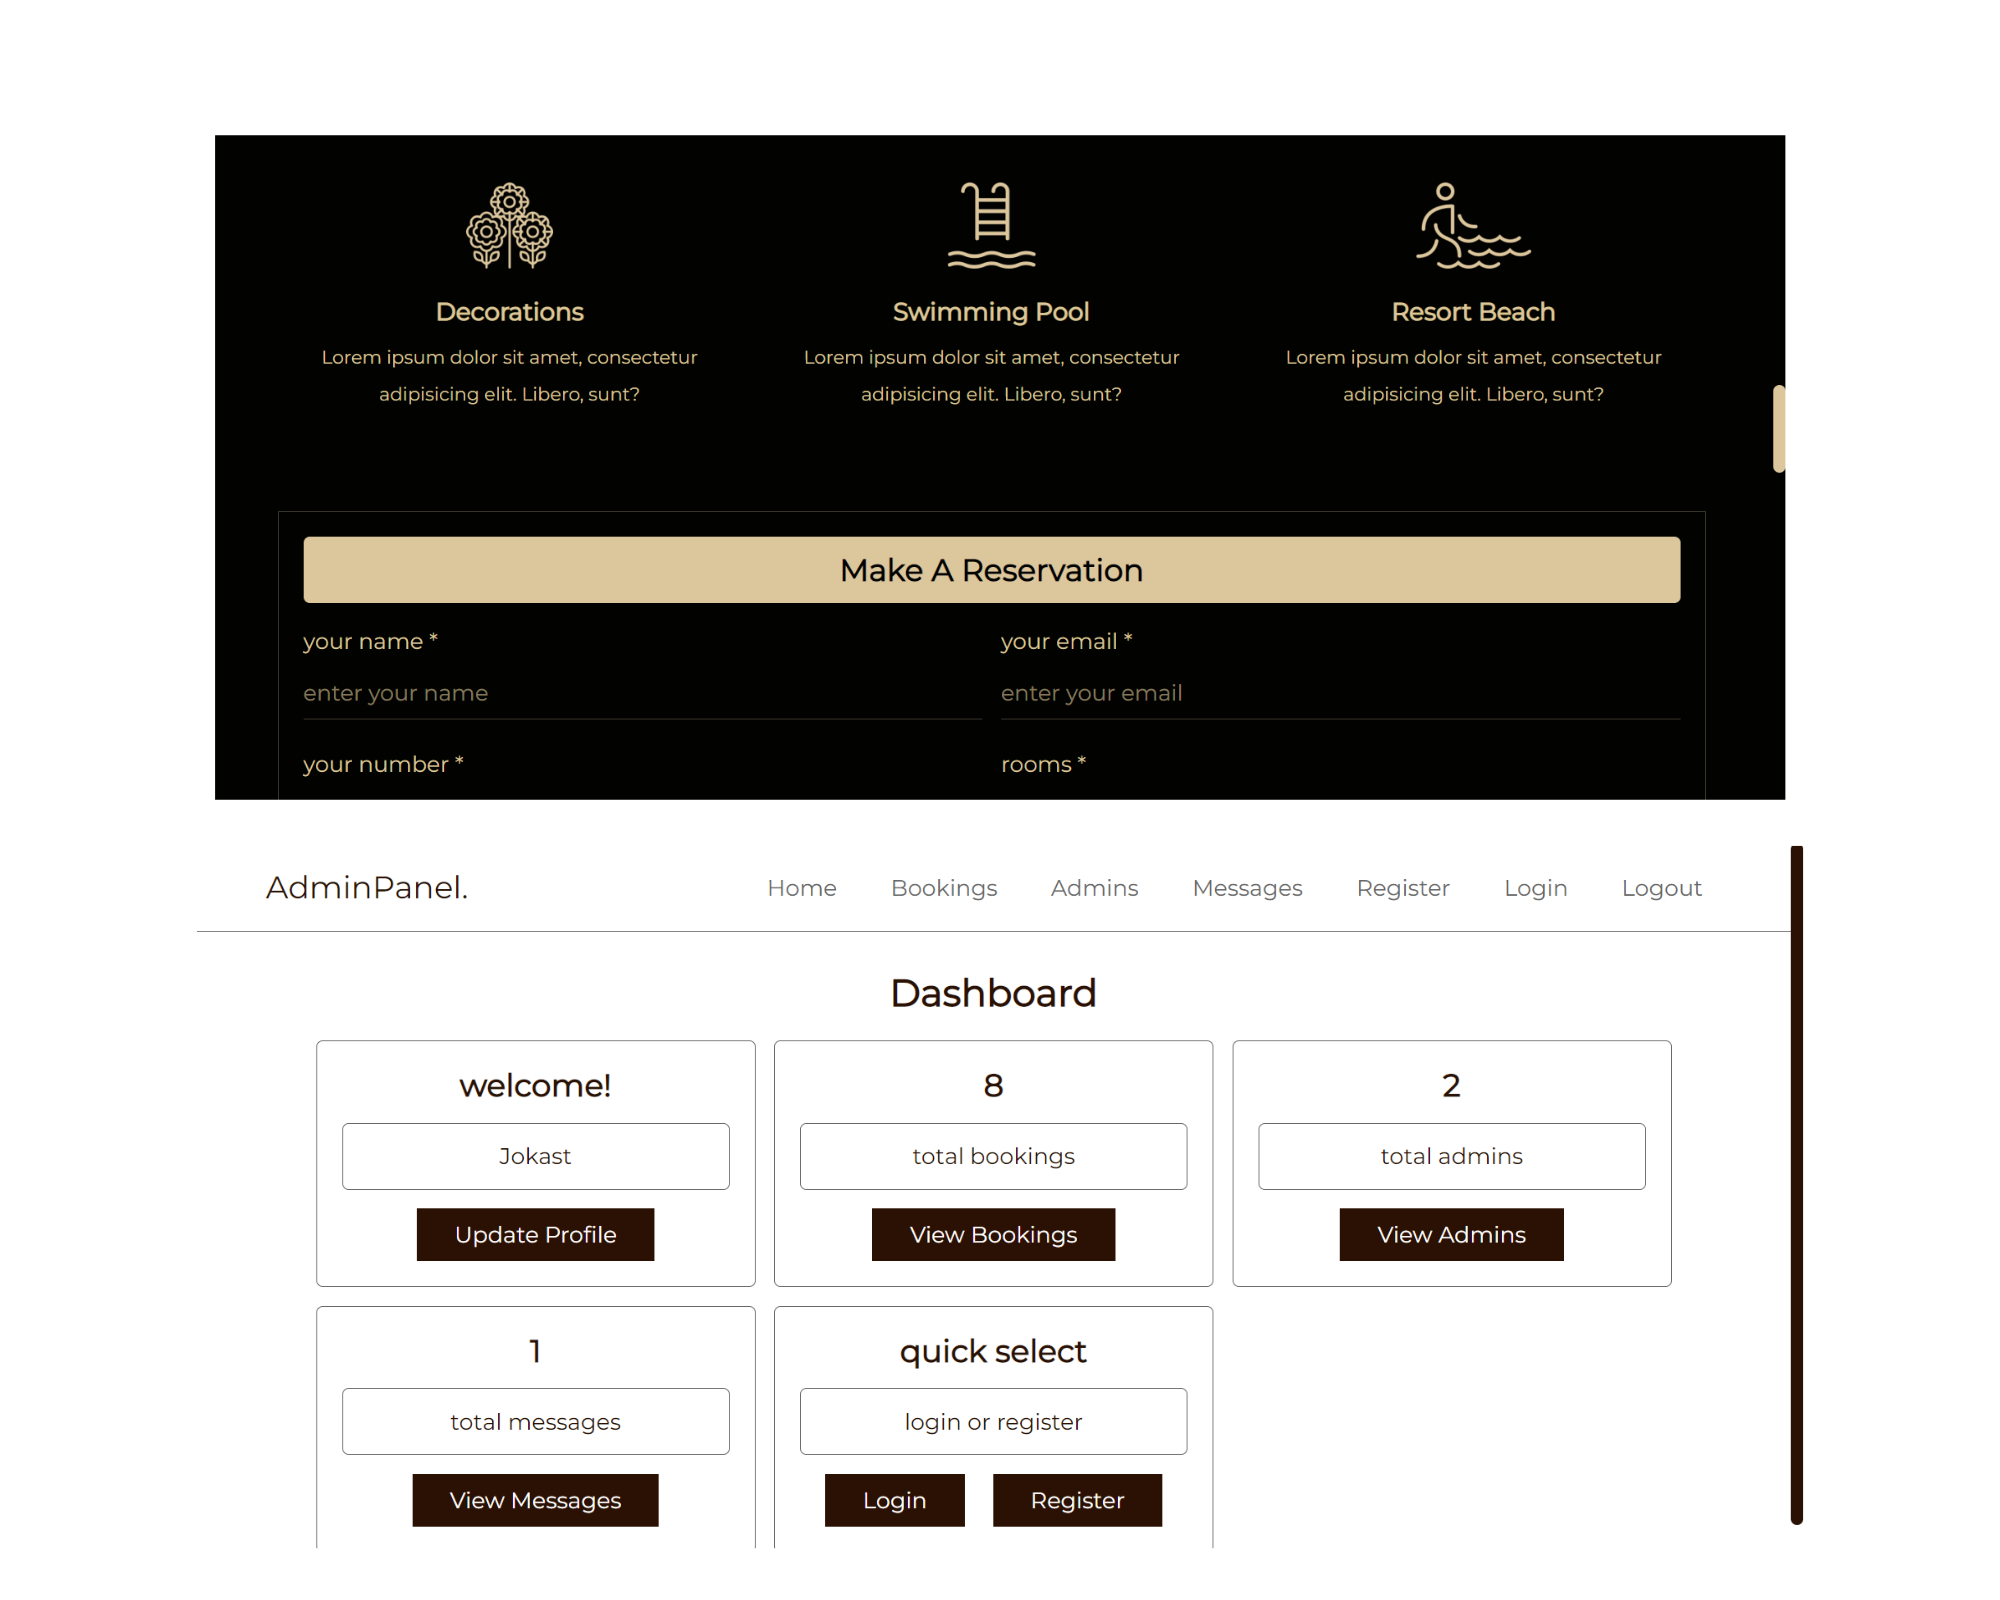 Decorations
Lorem ipsum dolor sit amet, consectetur
adipisicing elit. Libero, sunt?
Swimming Pool
Lorem ipsum dolor sit amet, consectetur
adipisicing elit. Libero, sunt?
Resort Beach
Lorem ipsum dolor sit amet, consectetur
adipisicing elit. Libero, sunt?
Make A Reservation
your name *
enter your name
your email *
enter your email
your number *
rooms *
AdminPanel.
Home
Bookings
Admins
Messages
Register
Login
Logout
Dashboard
welcome!
Jokast
Update Profile
8
total bookings
View Bookings
2
total admins
View Admins
1
total messages
View Messages
quick select
login or register
Login
Register